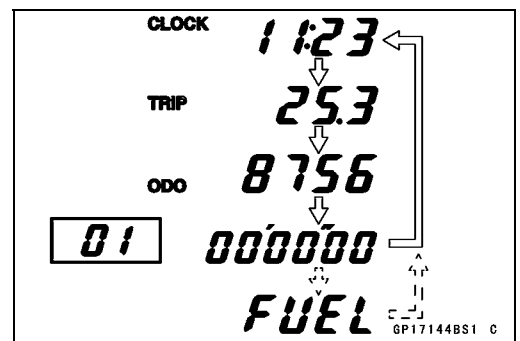 CLOCK 11:23
TRIP 25.3
ODO 8756
01 00'00"00
FUEL
GP17144BS1 C